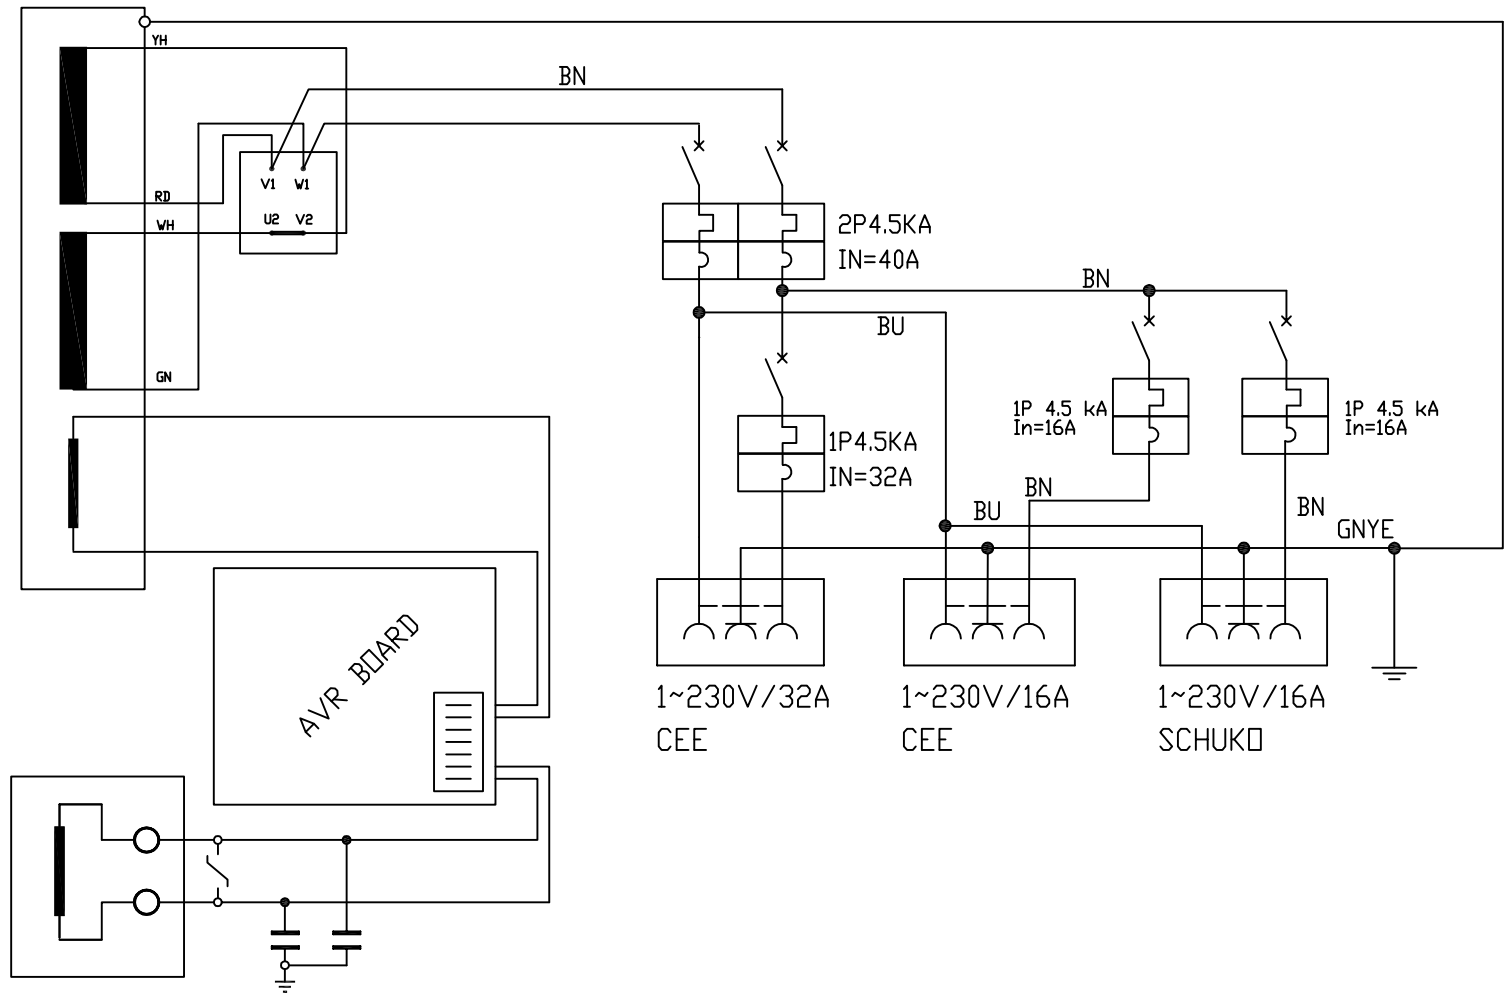 YH
BN
V1 W1
RD
U2 V2
WH
2P4.5KA
IN=40A
BN
BU
GN
1P 4.5 kA
In=16A
1P 4.5 kA
In=16A
1P4.5KA
IN=32A
BN
BU
BN
GNYE
AVR BOARD
1~230V/32A
CEE
1~230V/16A
CEE
1~230V/16A
SCHUKO